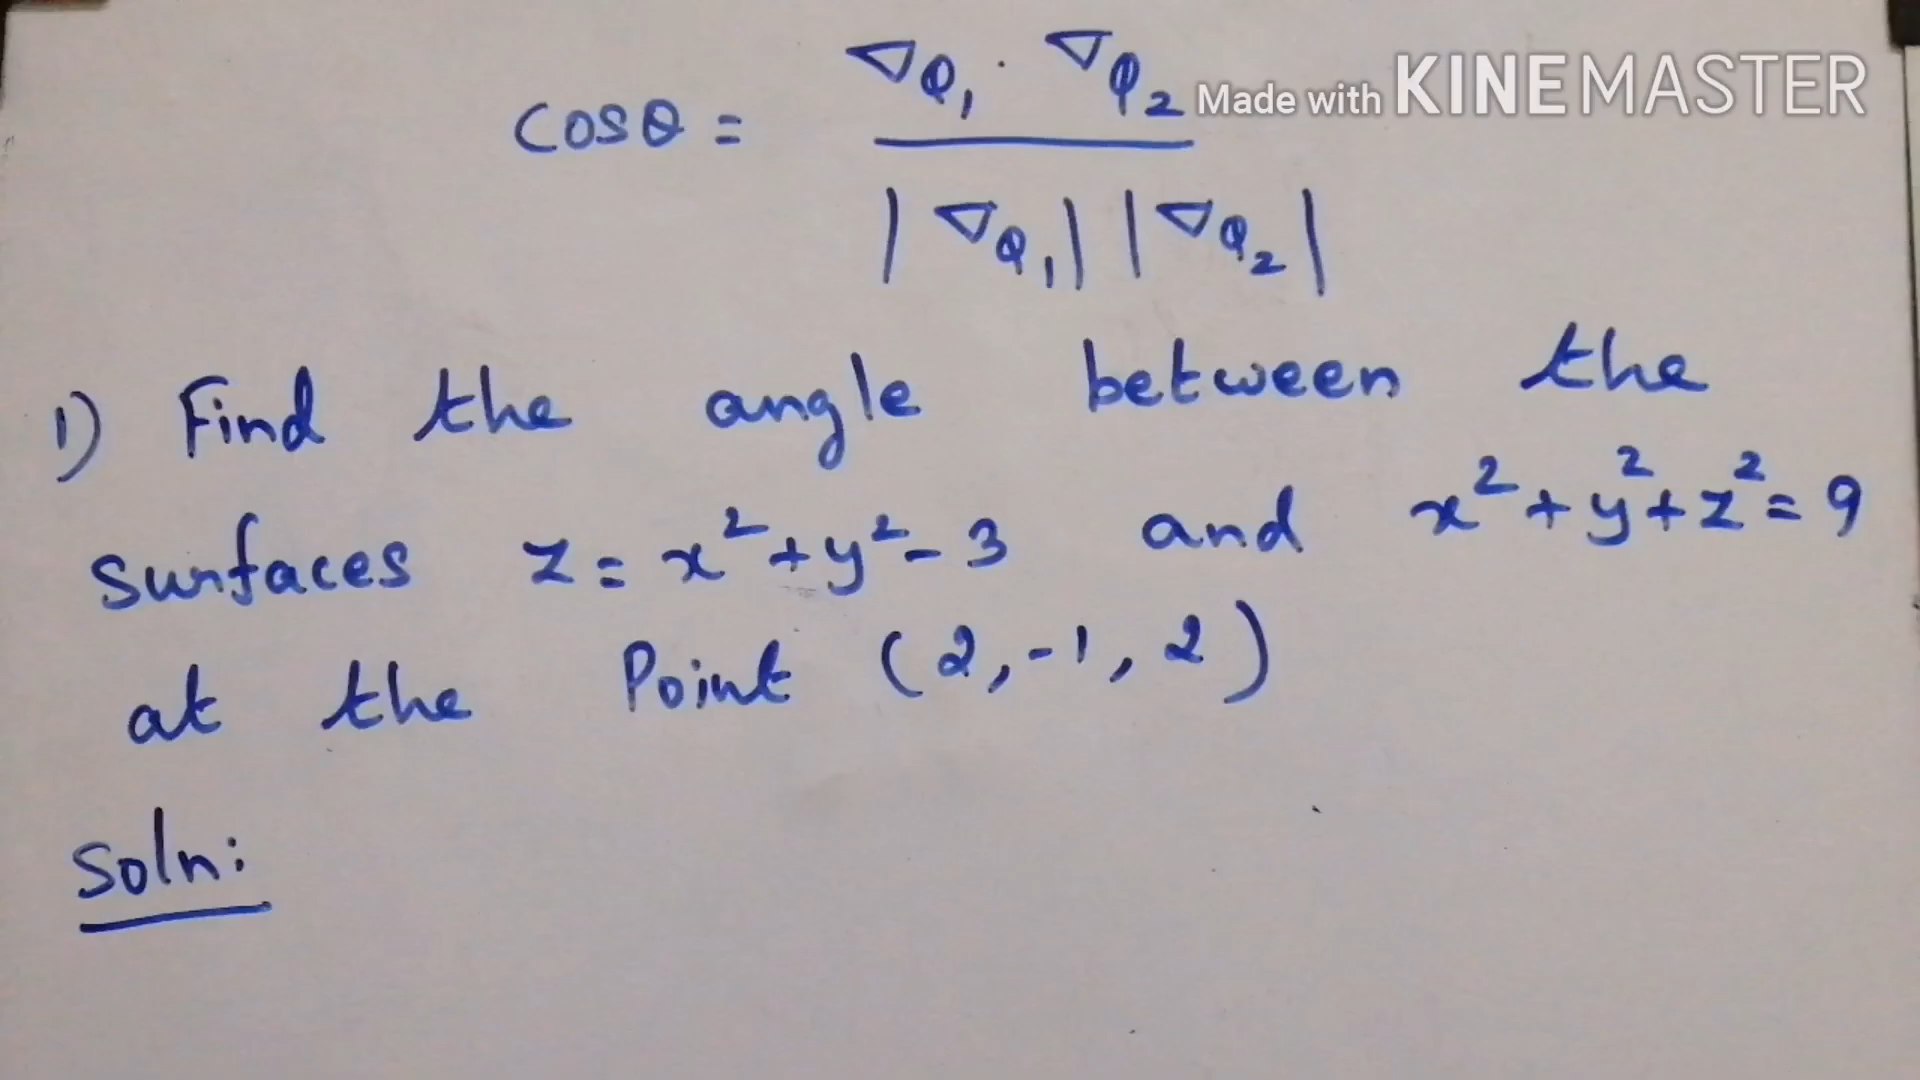 ∇φ₁ · ∇φ₂
Made with KINEMASTER
cosθ =
|∇φ₁| |∇φ₂|
1) Find the angle between the
surfaces z = x² + y² - 3 and x² + y² + z² = 9
at the Point (2, -1, 2)
Soln: